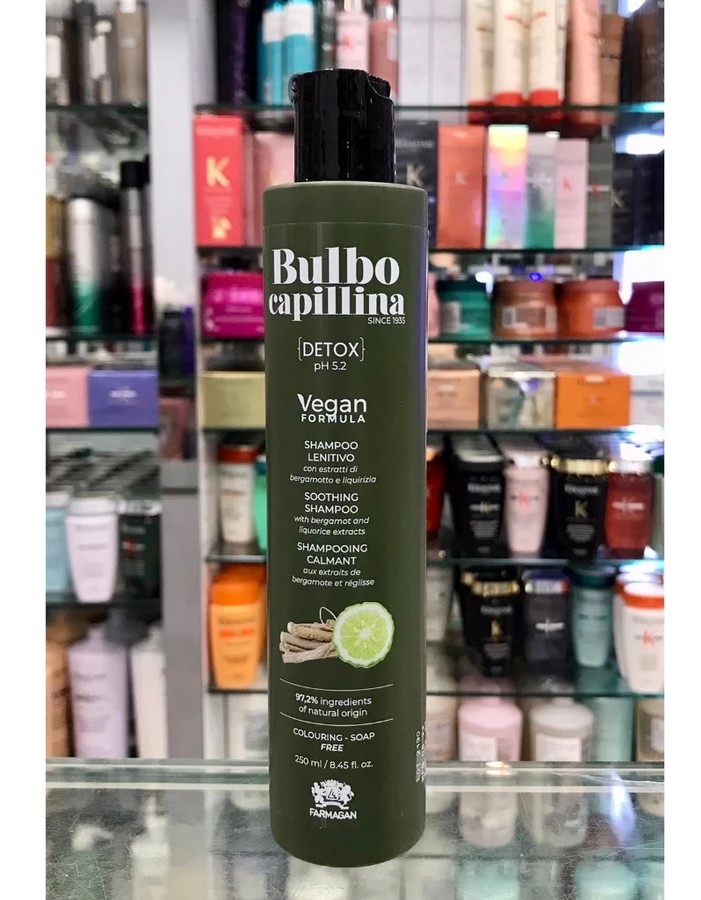 Bulbo
capillina
SINCE 1935
{DETOX}
pH 5.2
Vegan
FORMULA
SHAMPOO
LENITIVO
con estratti di
bergamotto e liquirizia
SOOTHING
SHAMPOO
with bergamot and
liquorice extracts
SHAMPOOING
CALMANT
aux extraits de
bergamote et réglisse
97,2% ingredients
of natural origin
COLOURING - SOAP
FREE
250 ml / 8.45 fl. oz.
FARMAGAN